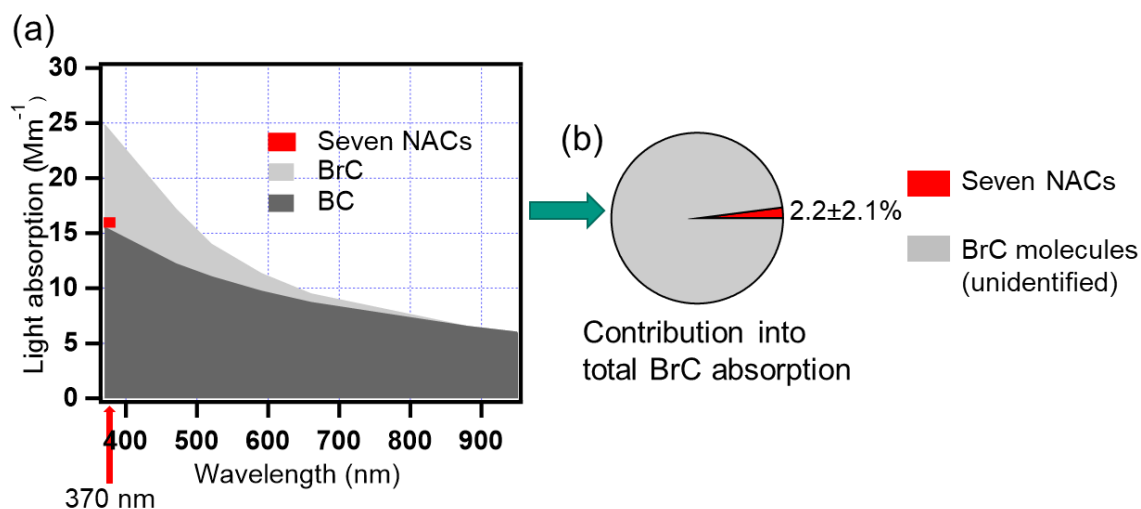 (a)
30
25
20
15
10
5
0
Light absorption (Mm-1)
Seven NACs
BrC
BC
400 500 600 700 800 900
Wavelength (nm)
370 nm
(b)
2.2±2.1%
Contribution into
total BrC absorption
Seven NACs
BrC molecules
(unidentified)